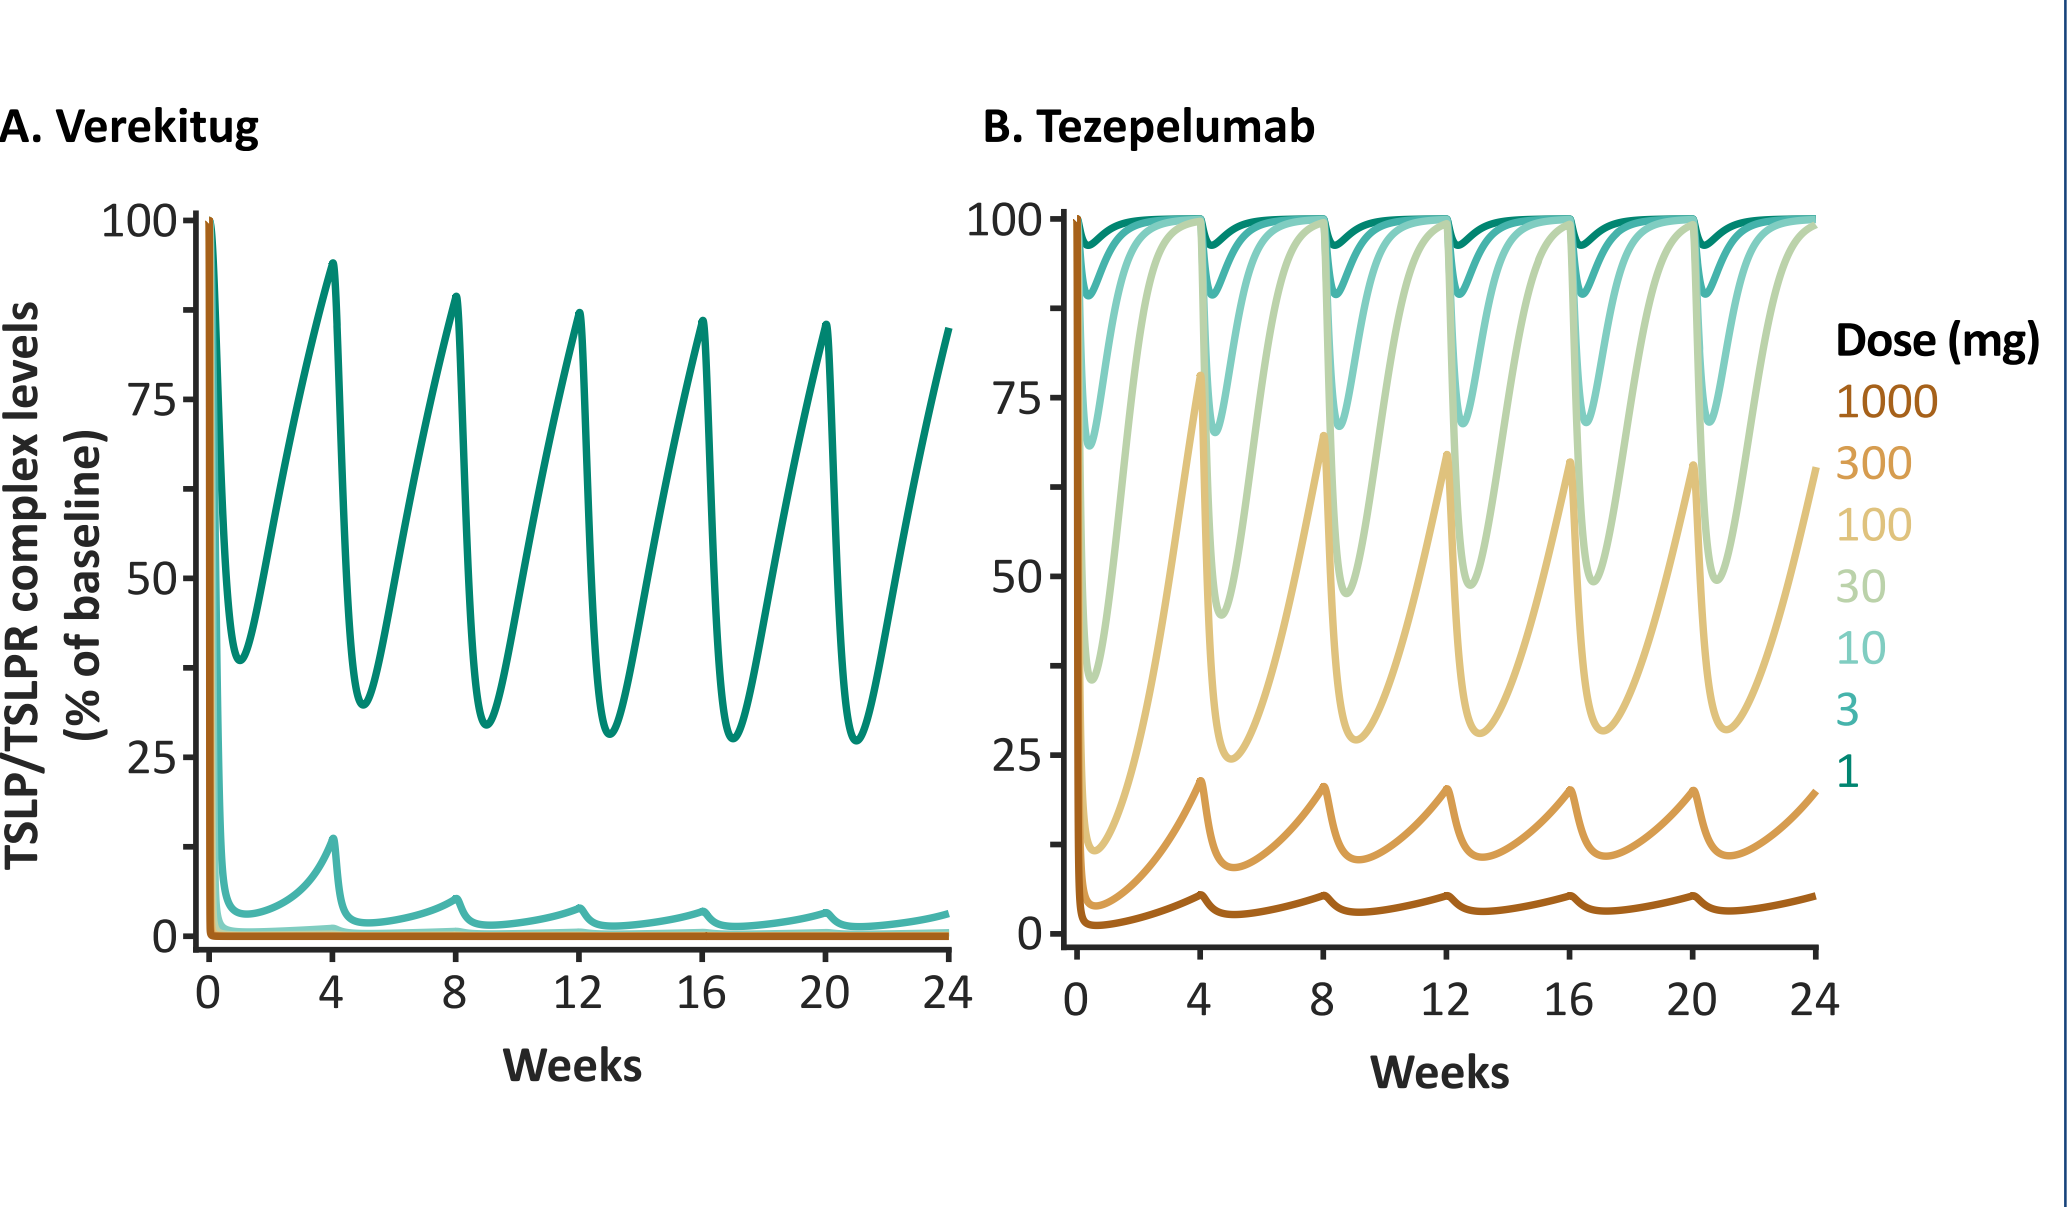 A. Verekitug
B. Tezepelumab
TSLP/TSLPR complex levels
(% of baseline)
100
75
50
25
0
0 4 8 12 16 20 24
Weeks
100
75
50
25
0
0 4 8 12 16 20 24
Weeks
Dose (mg)
1000
300
100
30
10
3
1